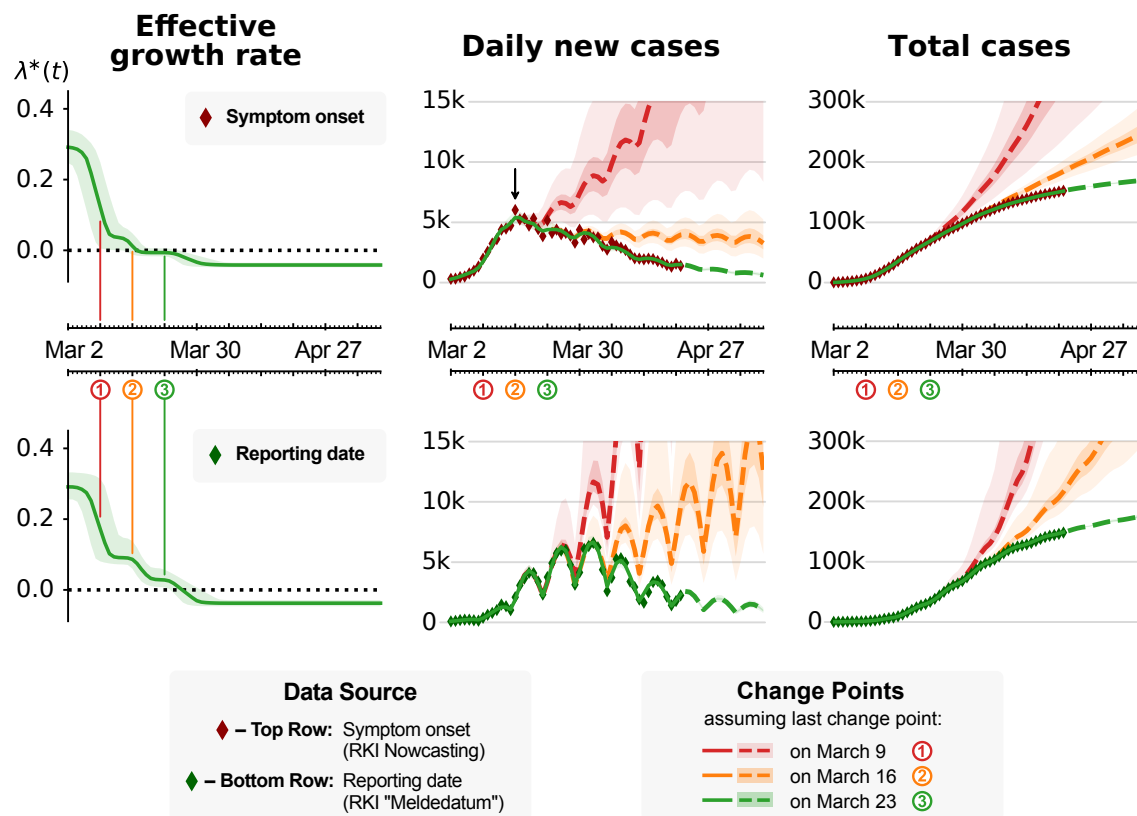 Effective
growth rate
Daily new cases
Total cases
λ*(t)
0.4
0.2
0.0
Symptom onset
15k
10k
5k
0
300k
200k
100k
0
Mar 2 Mar 30 Apr 27
Mar 30 Apr 27
Mar 2 Mar 30 Apr 27
1 2 3
1 2 3
1 2 3
0.4
0.2
0.0
Reporting date
15k
10k
5k
0
300k
200k
100k
0
Data Source
– Top Row: Symptom onset
(RKI Nowcasting)
– Bottom Row: Reporting date
(RKI "Meldedatum")
Change Points
assuming last change point:
on March 9 1
on March 16 2
on March 23 3